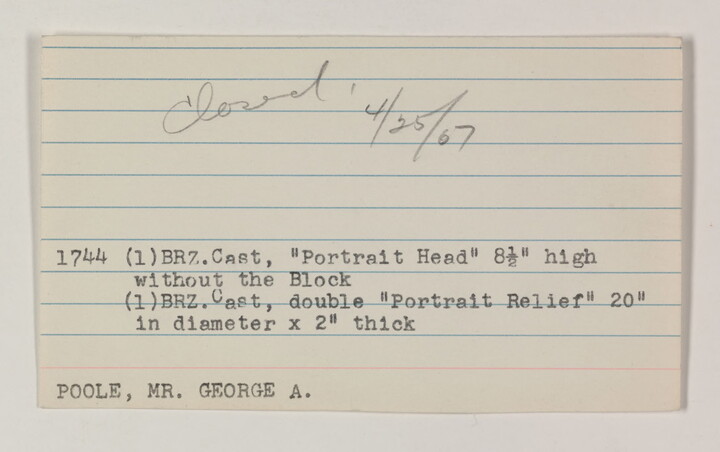 Closed. 4/25/67
1744 (1)BRZ.Cast, "Portrait Head" 8½" high
without the Block
(1)BRZ.Cast, double "Portrait Relief" 20"
in diameter x 2" thick
POOLE, MR. GEORGE A.